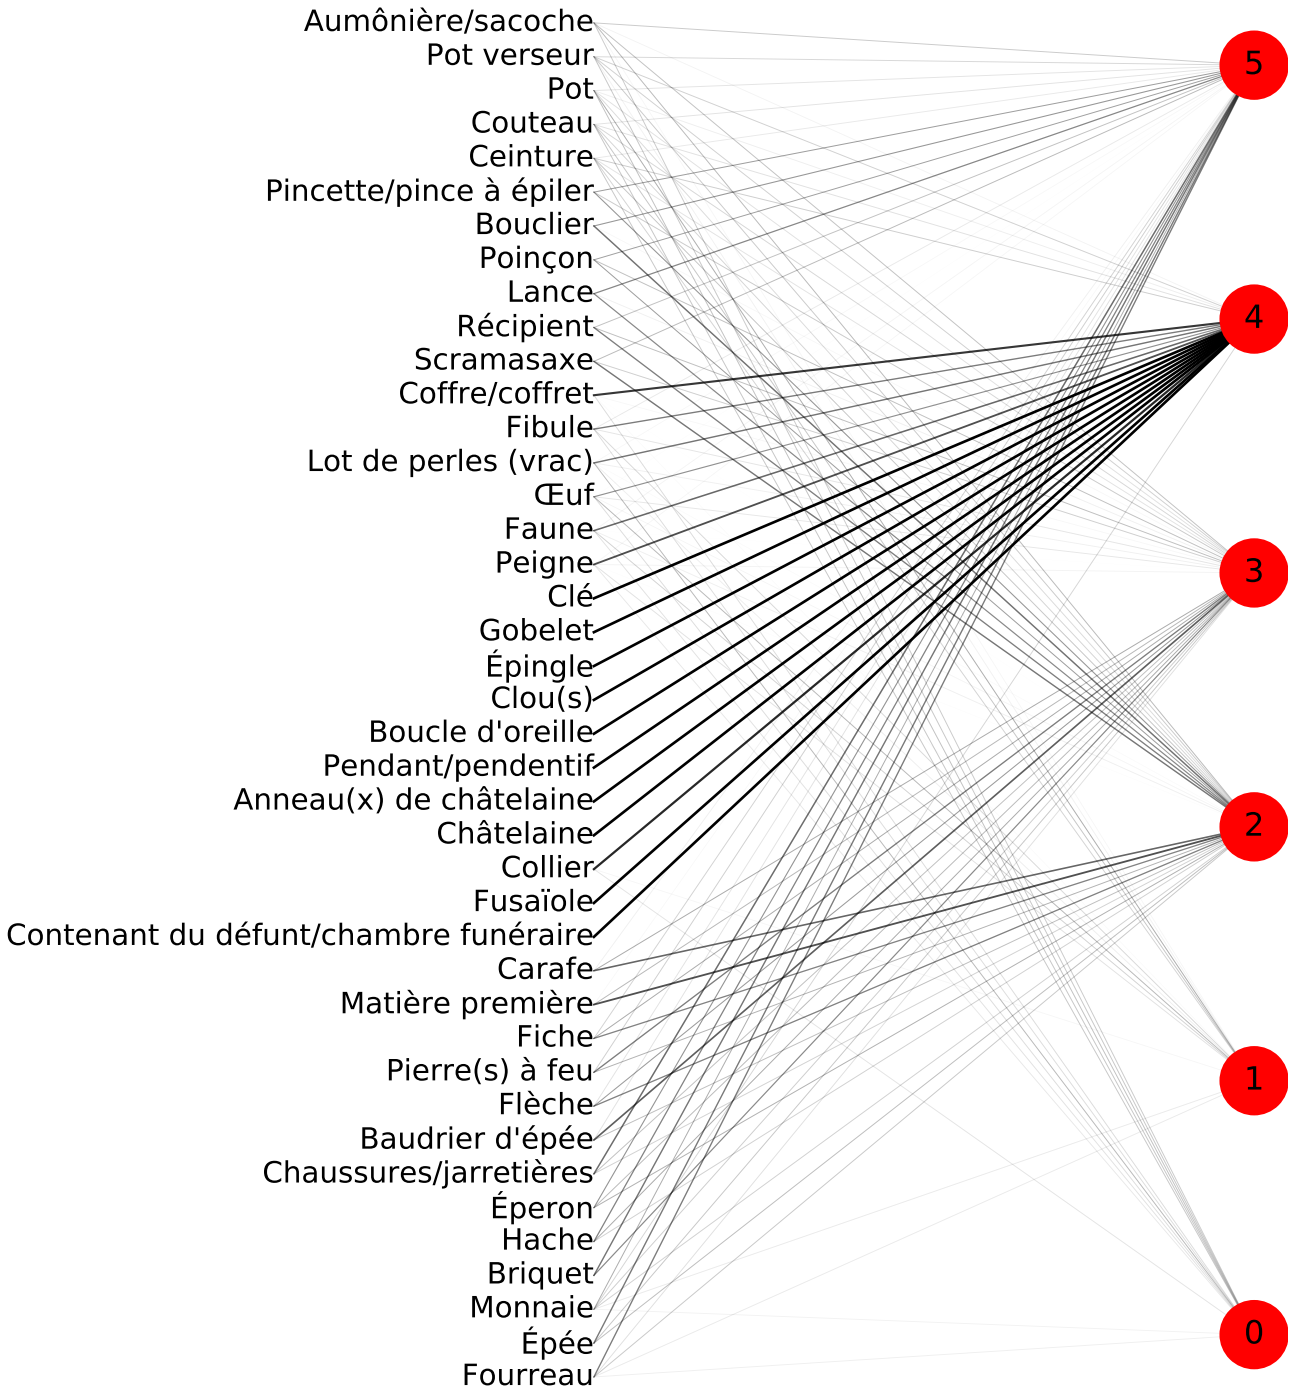 Aumônière/sacoche
Pot verseur
Pot
Couteau
Ceinture
Pincette/pince à épiler
Bouclier
Poinçon
Lance
Récipient
Scramasaxe
Coffre/coffret
Fibule
Lot de perles (vrac)
Œuf
Faune
Peigne
Clé
Gobelet
Épingle
Clou(s)
Boucle d'oreille
Pendant/pendentif
Anneau(x) de châtelaine
Châtelaine
Collier
Fusaïole
Contenant du défunt/chambre funéraire
Carafe
Matière première
Fiche
Pierre(s) à feu
Flèche
Baudrier d'épée
Chaussures/jarretières
Éperon
Hache
Briquet
Monnaie
Épée
Fourreau
5
4
3
2
1
0